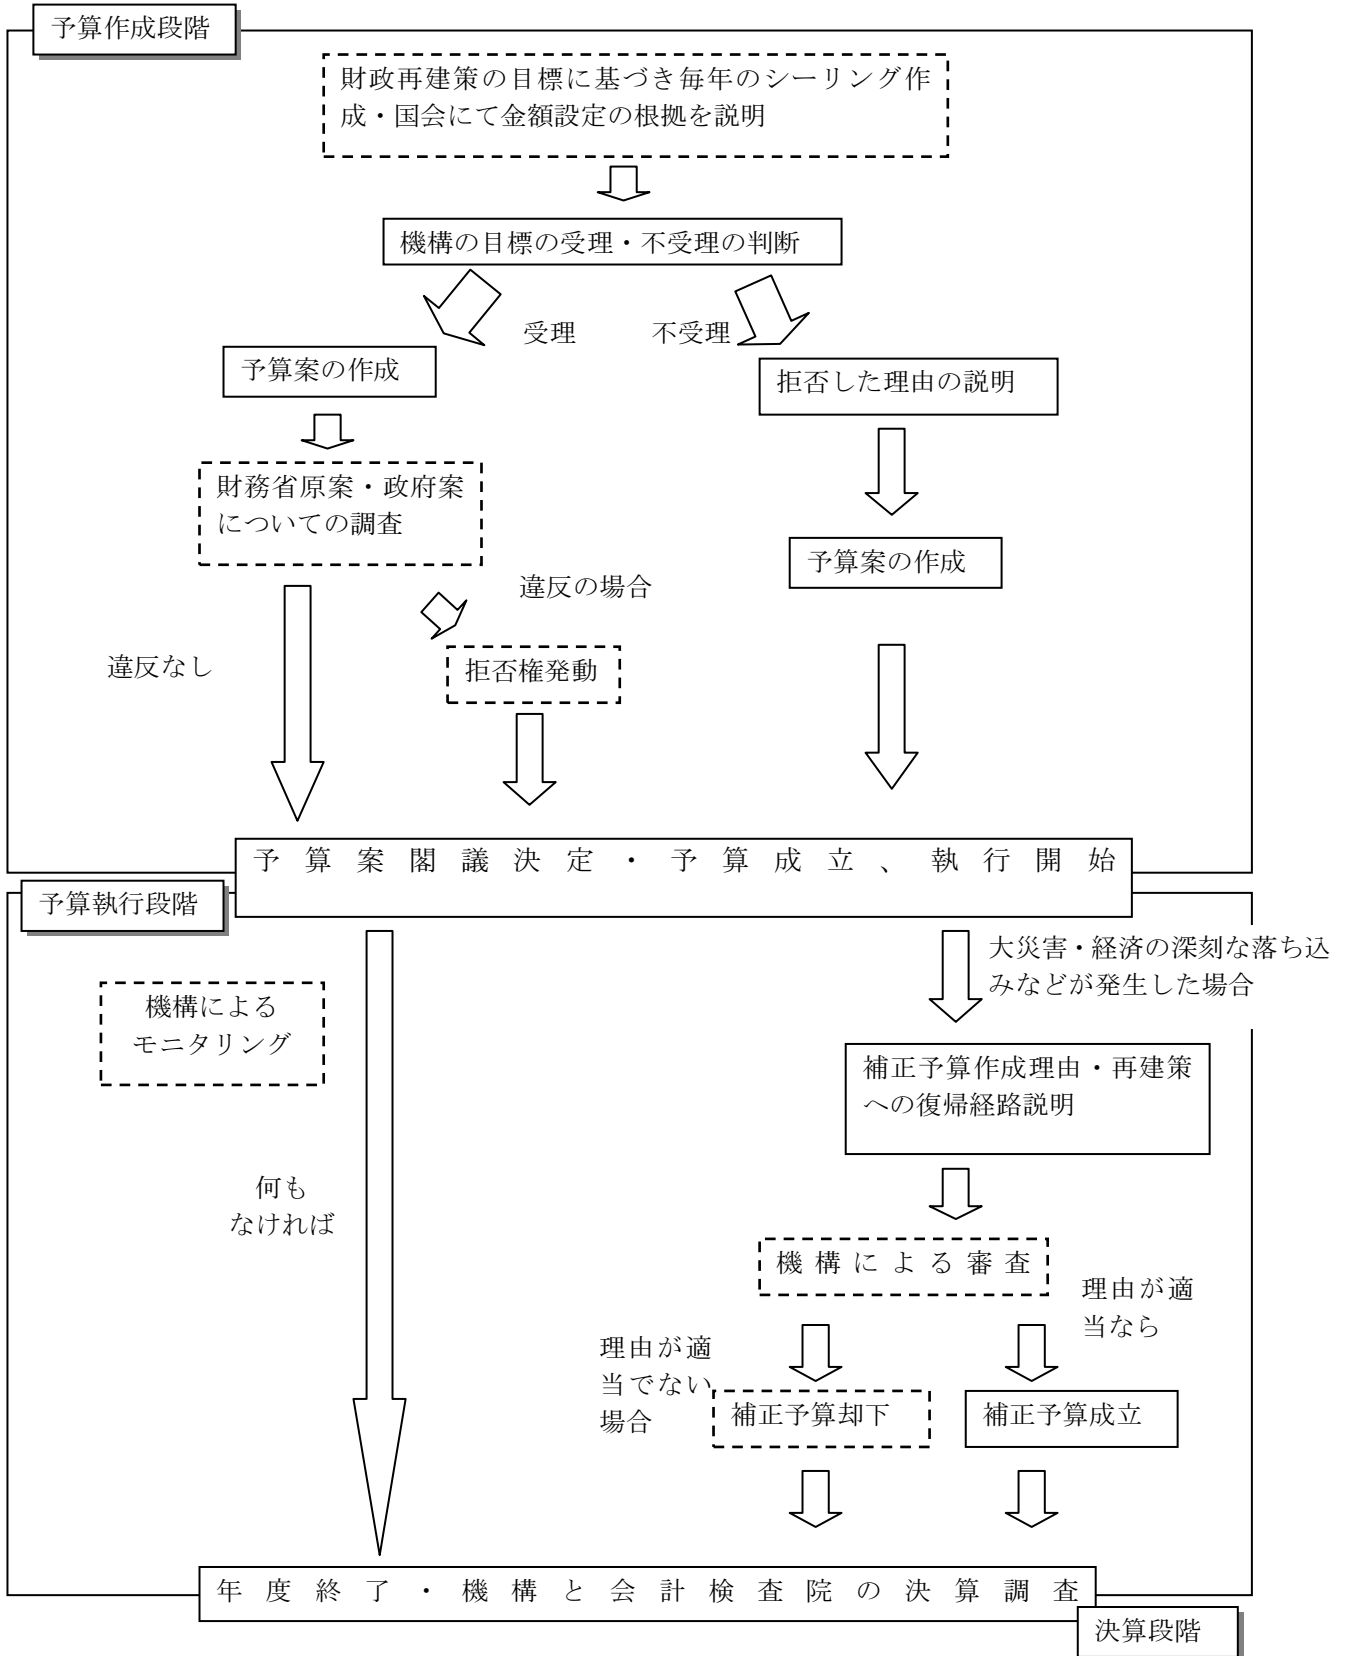 予算作成段階
財政再建策の目標に基づき毎年のシーリング作
成・国会にて金額設定の根拠を説明
機構の目標の受理・不受理の判断
受理
不受理
予算案の作成
拒否した理由の説明
財務省原案・政府案
についての調査
予算案の作成
違反の場合
違反なし
拒否権発動
予算案閣議決定・予算成立、執行開始
予算執行段階
大災害・経済の深刻な落ち込
みなどが発生した場合
機構による
モニタリング
補正予算作成理由・再建策
への復帰経路説明
何も
なければ
機構による審査
理由が適
当なら
理由が適
当でない
場合
補正予算却下
補正予算成立
年度終了・機構と会計検査院の決算調査
決算段階